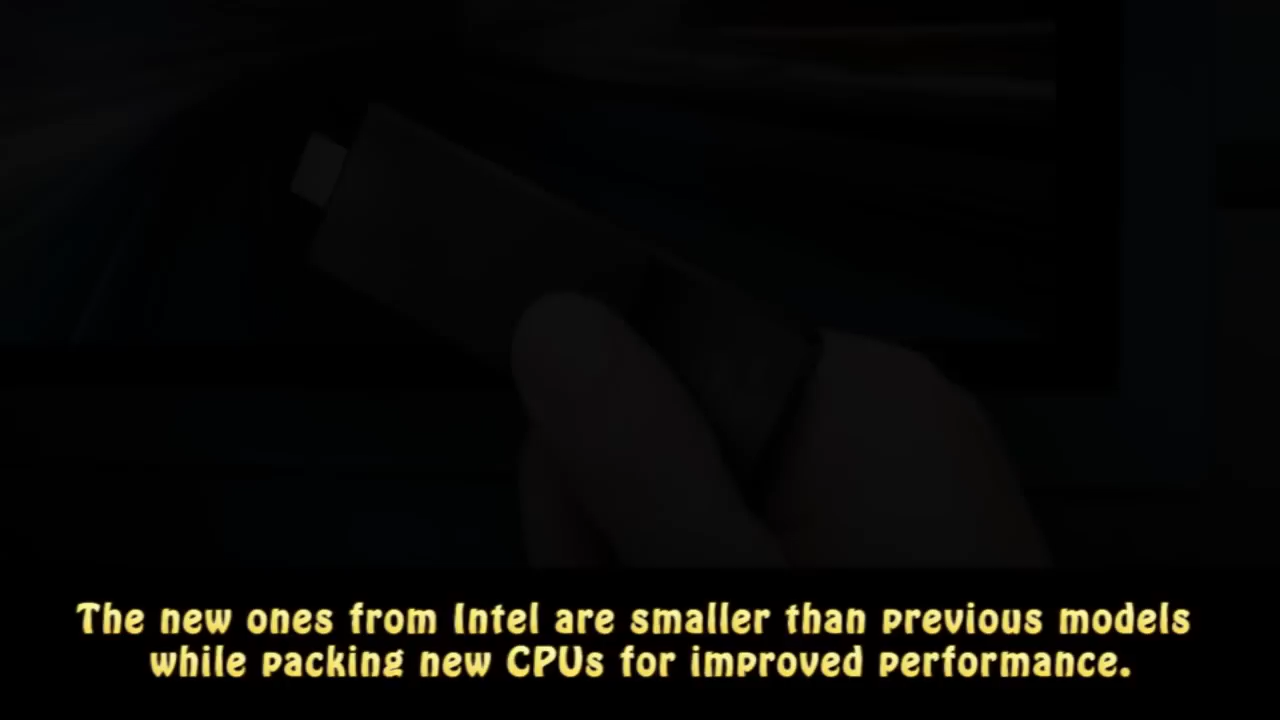 The new ones from Intel are smaller than previous models
while packing new CPUs for improved performance.